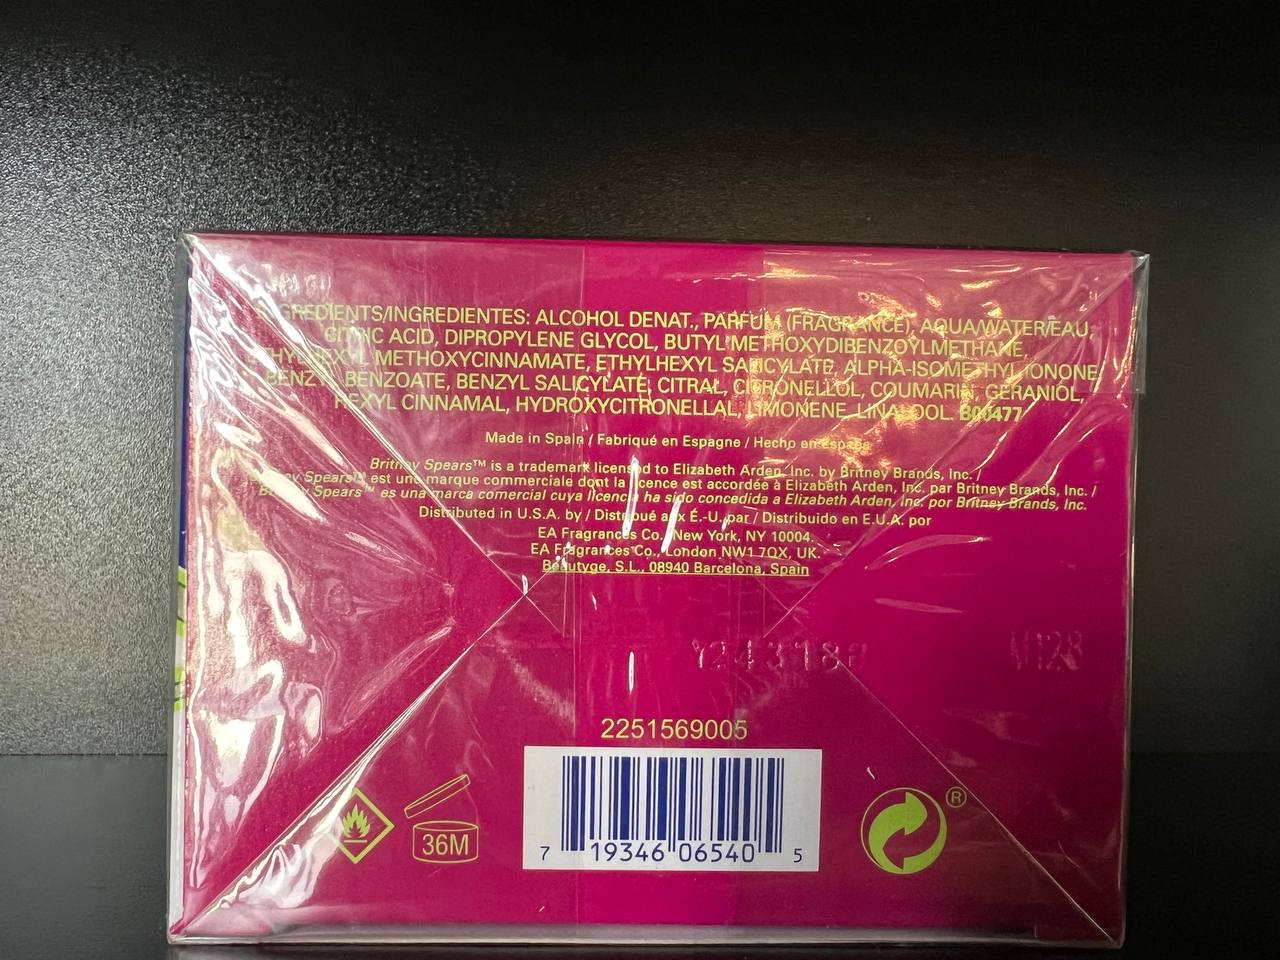 INGREDIENTS/INGREDIENTES: ALCOHOL DENAT., PARFUM (FRAGRANCE), AQUA/WATER/EAU,
CITRIC ACID, DIPROPYLENE GLYCOL, BUTYL METHOXYDIBENZOYLMETHANE,
ETHYLHEXYL METHOXYCINNAMATE, ETHYLHEXYL SALICYLATE, ALPHA-ISOMETHYL IONONE,
BENZYL BENZOATE, BENZYL SALICYLATE, CITRAL, CITRONELLOL, COUMARIN, GERANIOL,
HEXYL CINNAMAL, HYDROXYCITRONELLAL, LIMONENE, LINALOOL.
Made in Spain / Fabriqué en Espagne / Hecho en España
Britney Spears™ is a trademark licensed to Elizabeth Arden, Inc. by Britney Brands, Inc. /
Britney Spears™ est une marque commerciale dont la licence est accordée à Elizabeth Arden, Inc. par Britney Brands, Inc. /
Britney Spears™ es una marca comercial cuya licencia ha sido concedida a Elizabeth Arden, Inc. por Britney Brands, Inc.
Distributed in U.S.A. by / Distribué aux É.-U. par / Distribuido en E.U.A. por
EA Fragrances Co., New York, NY 10004.
EA Fragrances Co., London NW1 7QX, UK.
Beautyge, S.L., 08940 Barcelona, Spain
2251569005
36M
7 19346 06540 5
®